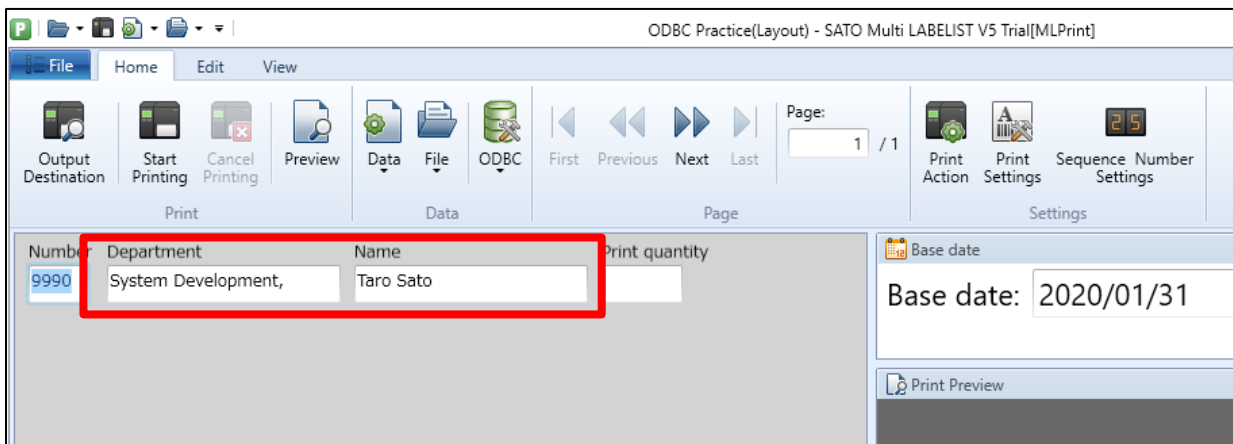 P
ODBC Practice(Layout) - SATO Multi LABELIST V5 Trial[MLPrint]
File Home Edit View
Output Destination Start Printing Cancel Printing Preview Data File ODBC First Previous Next Last Page: 1 / 1 Print Action Print Settings Sequence Number Settings
Print Data Page Settings
Number Department Name Print quantity
9990 System Development, Taro Sato
Base date
Base date: 2020/01/31
Print Preview